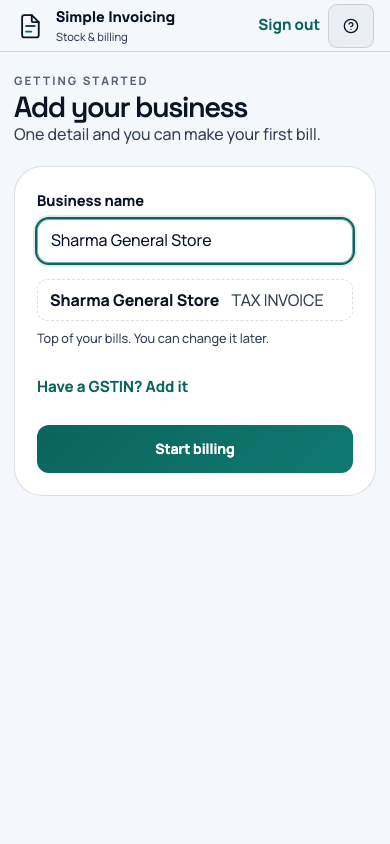 Simple Invoicing
Stock & billing
Sign out
GETTING STARTED
Add your business
One detail and you can make your first bill.
Business name
Sharma General Store
Sharma General Store TAX INVOICE
Top of your bills. You can change it later.
Have a GSTIN? Add it
Start billing